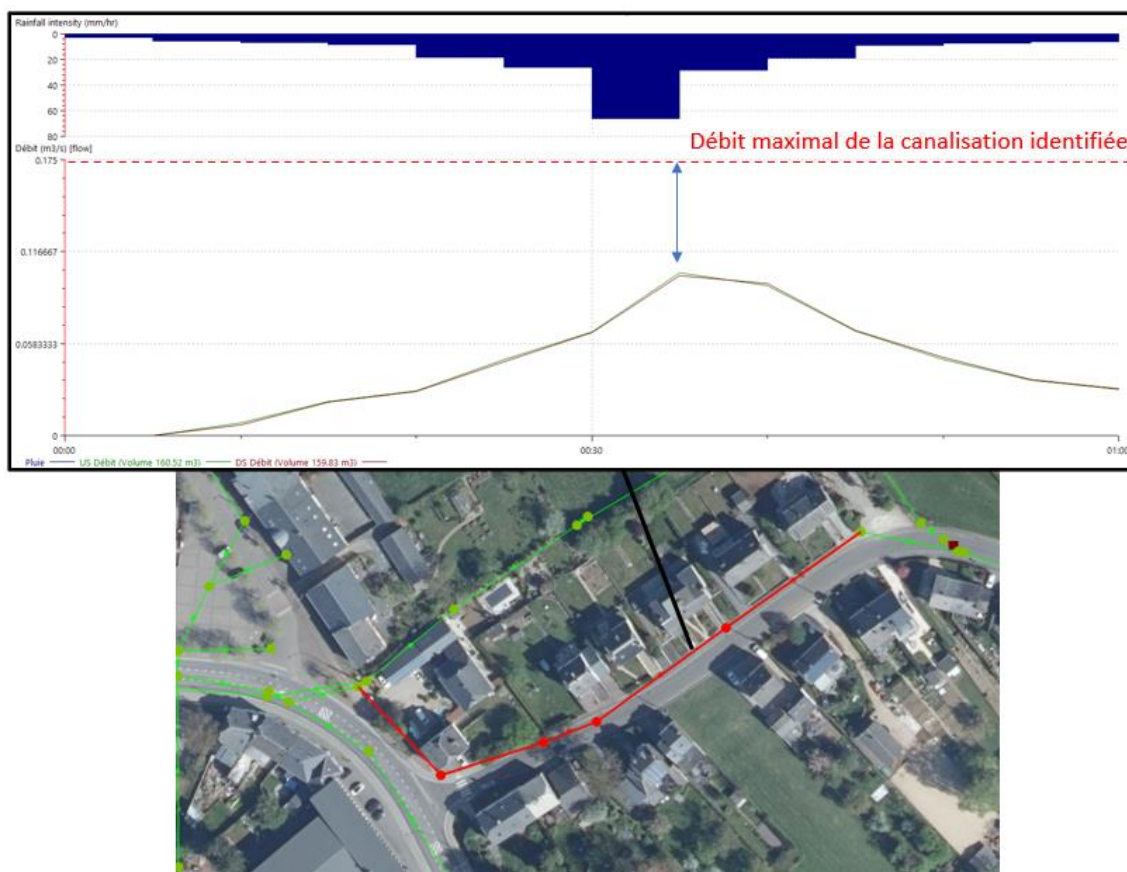 Rainfall intensity (mm/hr)
0
20
40
60
80
Débit maximal de la canalisation identifiée
Débit (m3/s) [flow]
0.175
0.116667
0.0583333
0
00:00
00:30
01:00
Pluie
US Débit (Volume 160.52 m3)
DS Débit (Volume 159.83 m3)